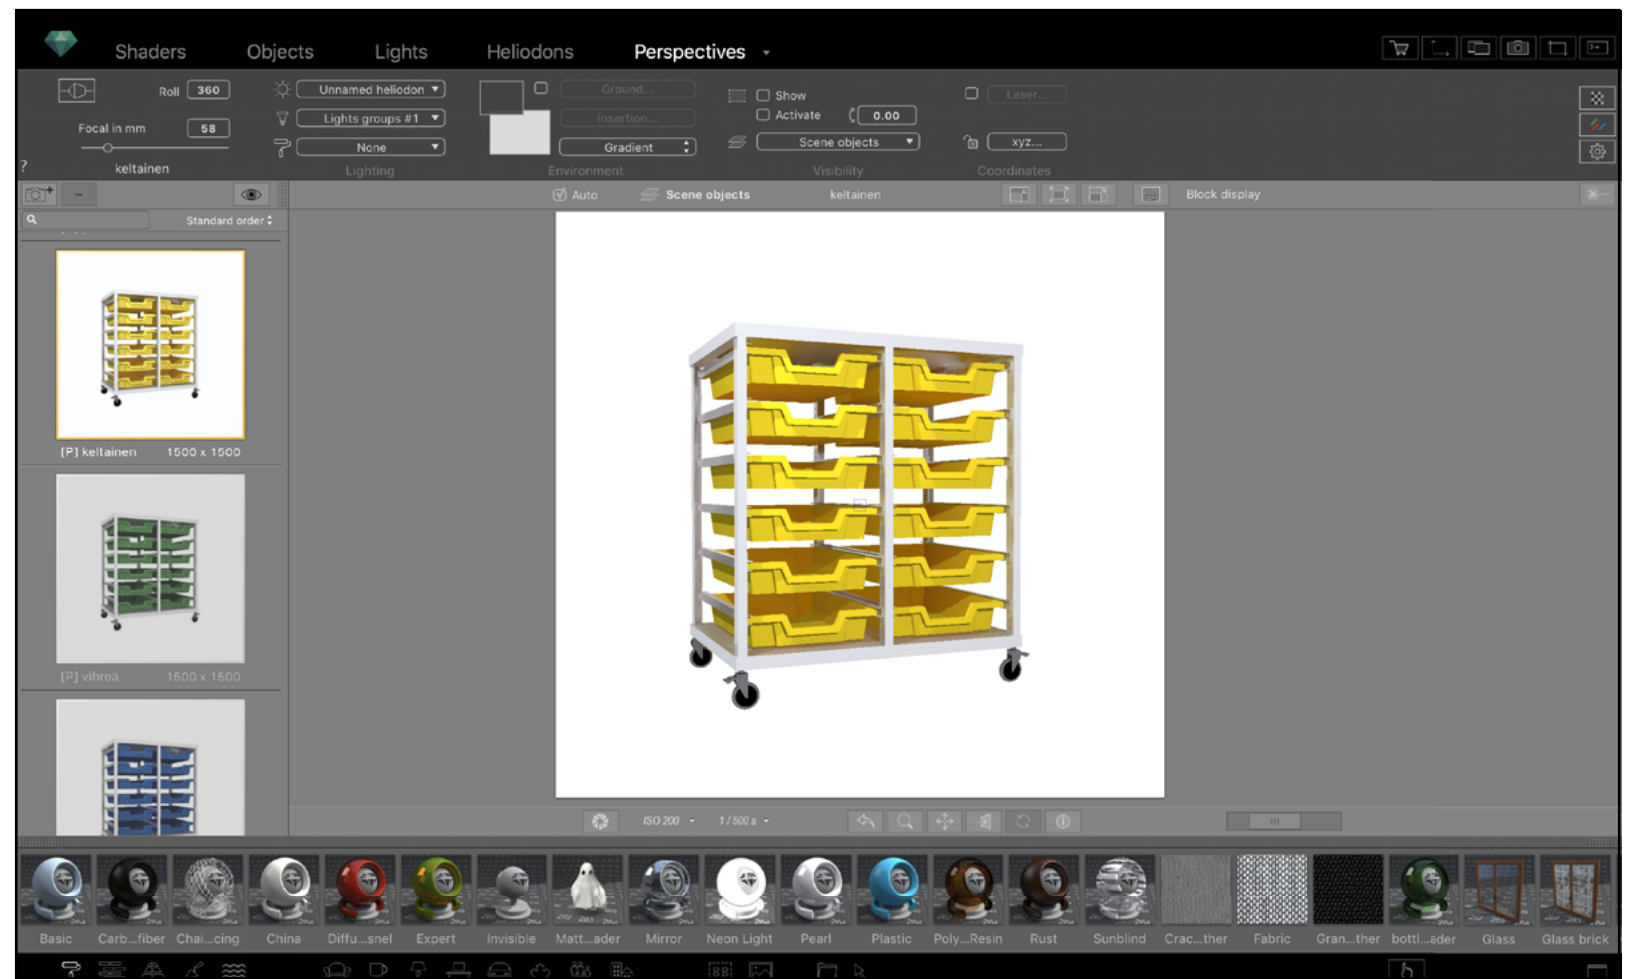 Shaders Objects Lights Heliodons Perspectives
Roll 360 Unnamed heliodon Ground... Show Laser...
Lights groups #1 Insertion... Activate 0.00
Focal in mm 58 None Gradient Scene objects xyz...
? keltainen Lighting Environment Visibility Coordinates
Auto Scene objects keltainen Block display
Standard order
[P] keltainen 1500 x 1500
[P] vihreä 1500 x 1500
ISO 200 1 / 500 s
Basic Carb...fiber Chai...cing China Diffu...snel Expert Invisible Matt...ader Mirror Neon Light Pearl Plastic Poly...Resin Rust Sunblind Crac...ther Fabric Gran...ther bottl...eder Glass Glass brick